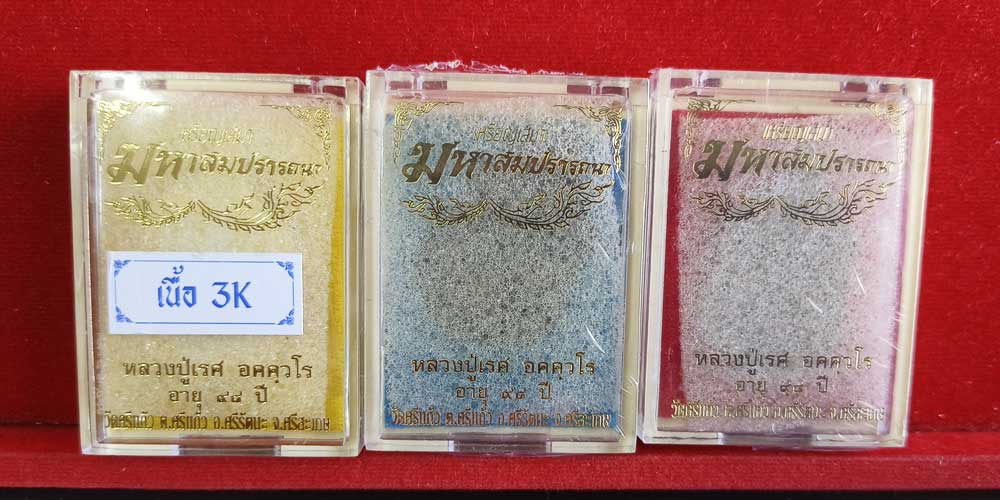 เหรียญเสมา
มหาสมปรารถนา
เนื้อ 3K
หลวงปู่เรศ อคฺควโร
อายุ ๙๘ ปี
วัดศรีแก้ว ต.ศรีแก้ว อ.ศรีรัตนะ จ.ศรีสะเกษ
เหรียญเสมา
มหาสมปรารถนา
หลวงปู่เรศ อคฺควโร
อายุ ๙๘ ปี
วัดศรีแก้ว ต.ศรีแก้ว อ.ศรีรัตนะ จ.ศรีสะเกษ
เหรียญเสมา
มหาสมปรารถนา
หลวงปู่เรศ อคฺควโร
อายุ ๙๘ ปี
วัดศรีแก้ว ต.ศรีแก้ว อ.ศรีรัตนะ จ.ศรีสะเกษ